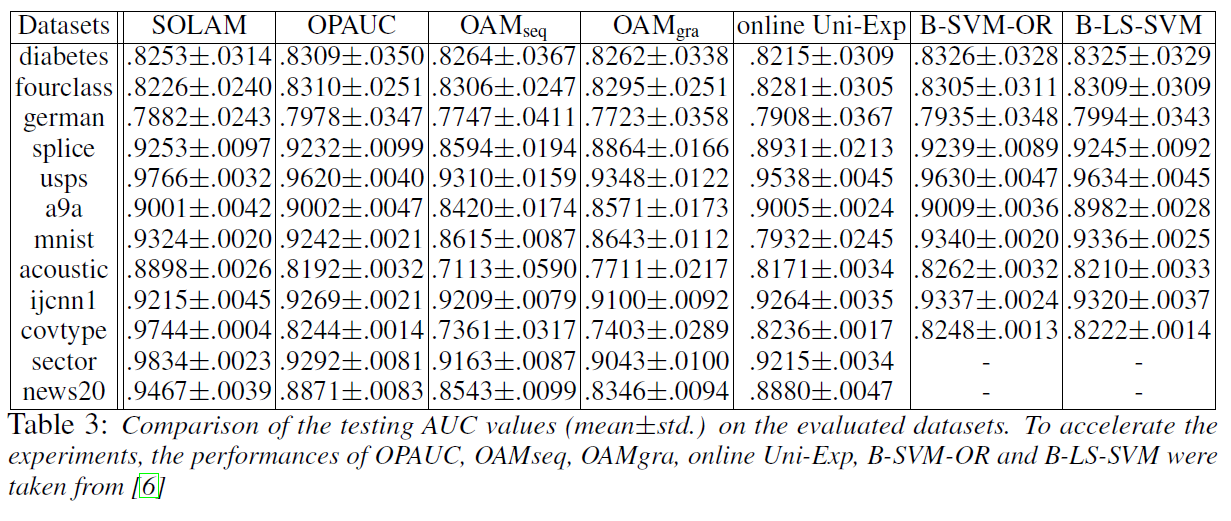 Datasets SOLAM OPAUC OAMseq OAMgra online Uni-Exp B-SVM-OR B-LS-SVM
diabetes .8253±.0314 .8309±.0350 .8264±.0367 .8262±.0338 .8215±.0309 .8326±.0328 .8325±.0329
fourclass .8226±.0240 .8310±.0251 .8306±.0247 .8295±.0251 .8281±.0305 .8305±.0311 .8309±.0309
german .7882±.0243 .7978±.0347 .7747±.0411 .7723±.0358 .7908±.0367 .7935±.0348 .7994±.0343
splice .9253±.0097 .9232±.0099 .8594±.0194 .8864±.0166 .8931±.0213 .9239±.0089 .9245±.0092
usps .9766±.0032 .9620±.0040 .9310±.0159 .9348±.0122 .9538±.0045 .9630±.0047 .9634±.0045
a9a .9001±.0042 .9002±.0047 .8420±.0174 .8571±.0173 .9005±.0024 .9009±.0036 .8982±.0028
mnist .9324±.0020 .9242±.0021 .8615±.0087 .8643±.0112 .7932±.0245 .9340±.0020 .9336±.0025
acoustic .8898±.0026 .8192±.0032 .7113±.0590 .7711±.0217 .8171±.0034 .8262±.0032 .8210±.0033
ijcnn1 .9215±.0045 .9269±.0021 .9209±.0079 .9100±.0092 .9264±.0035 .9337±.0024 .9320±.0037
covtype .9744±.0004 .8244±.0014 .7361±.0317 .7403±.0289 .8236±.0017 .8248±.0013 .8222±.0014
sector .9834±.0023 .9292±.0081 .9163±.0087 .9043±.0100 .9215±.0034 - -
news20 .9467±.0039 .8871±.0083 .8543±.0099 .8346±.0094 .8880±.0047 - -
Table 3: Comparison of the testing AUC values (mean±std.) on the evaluated datasets. To accelerate the
experiments, the performances of OPAUC, OAMseq, OAMgra, online Uni-Exp, B-SVM-OR and B-LS-SVM were
taken from [6]